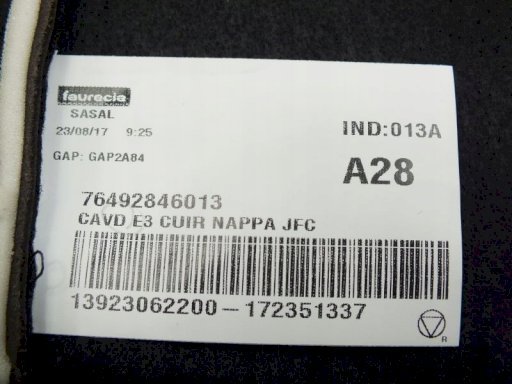 faurecia
SASAL
23/08/17 9:25
IND:013A
GAP: GAP2A84
A28
76492846013
CAVD E3 CUIR NAPPA JFC
13923062200-172351337
R